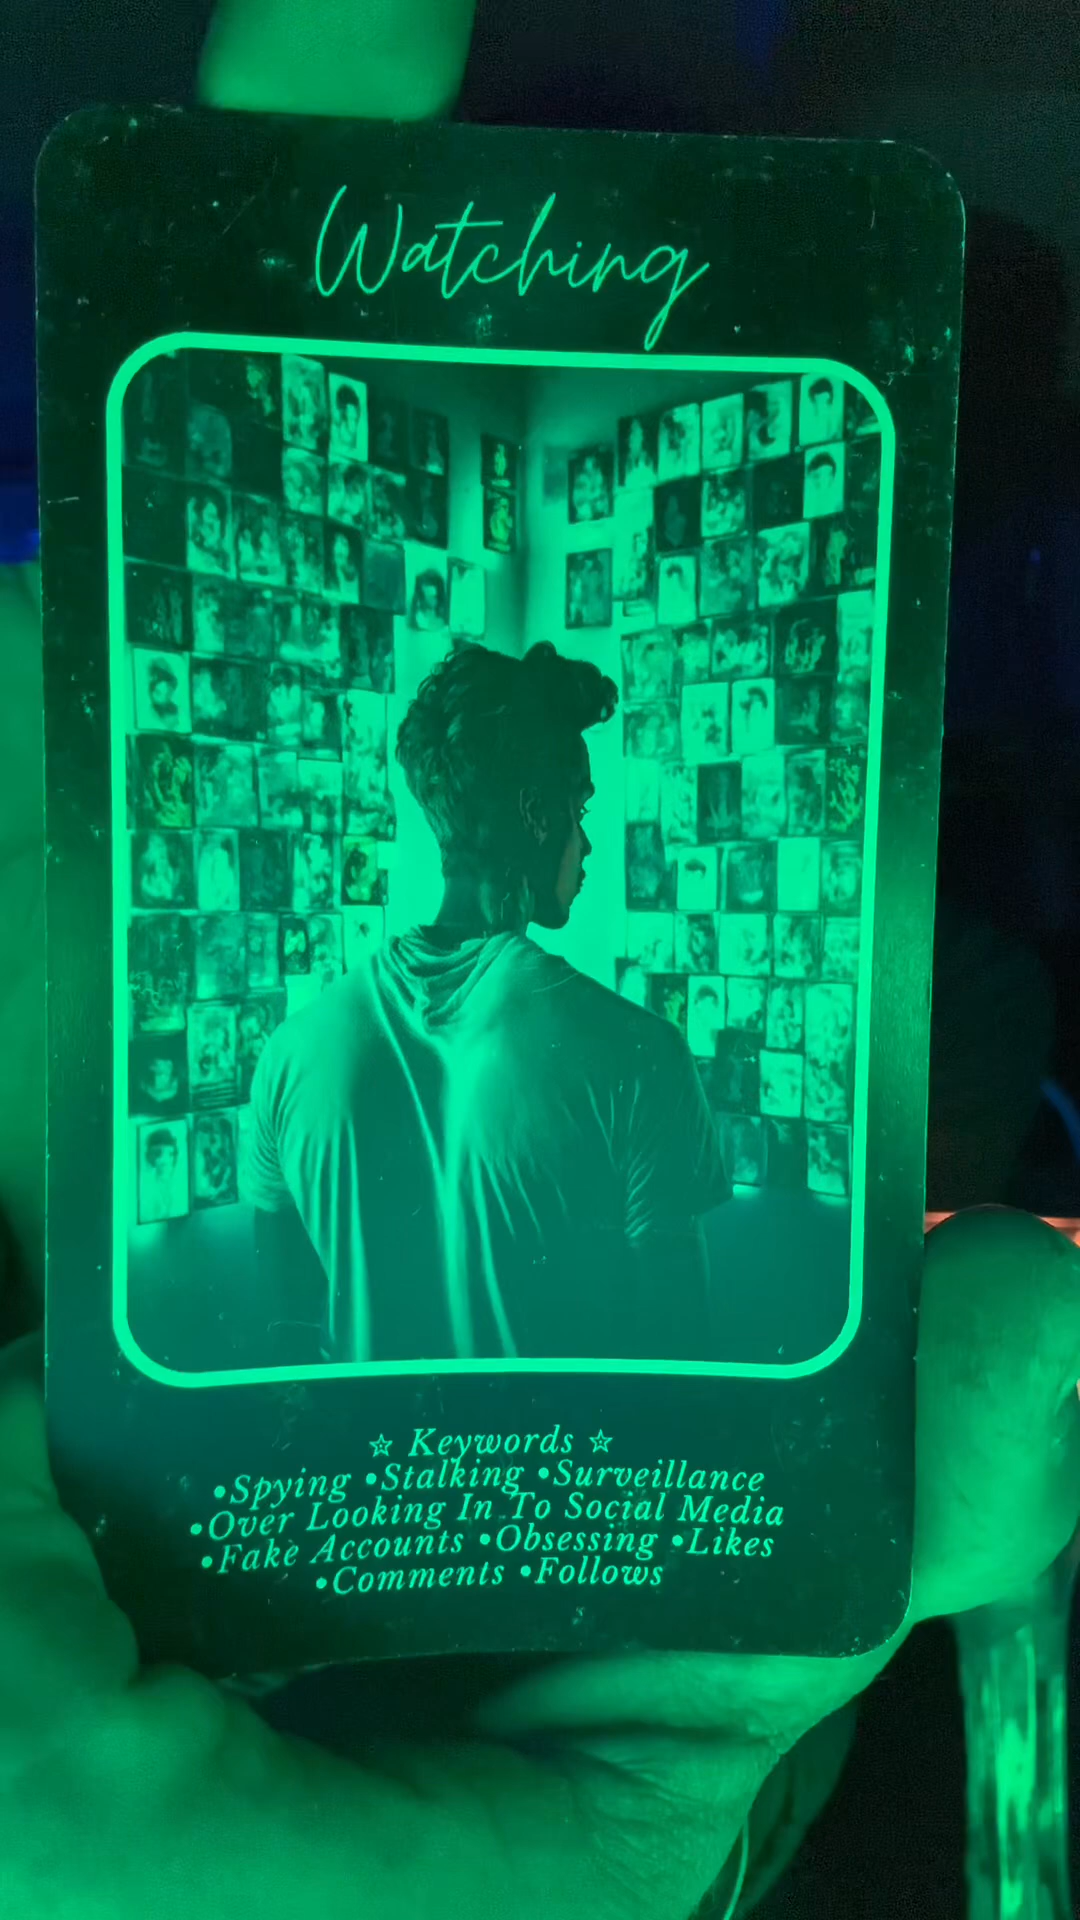 Watching
☆ Keywords ☆
•Spying •Stalking •Surveillance
•Over Looking In To Social Media
•Fake Accounts •Obsessing •Likes
•Comments •Follows